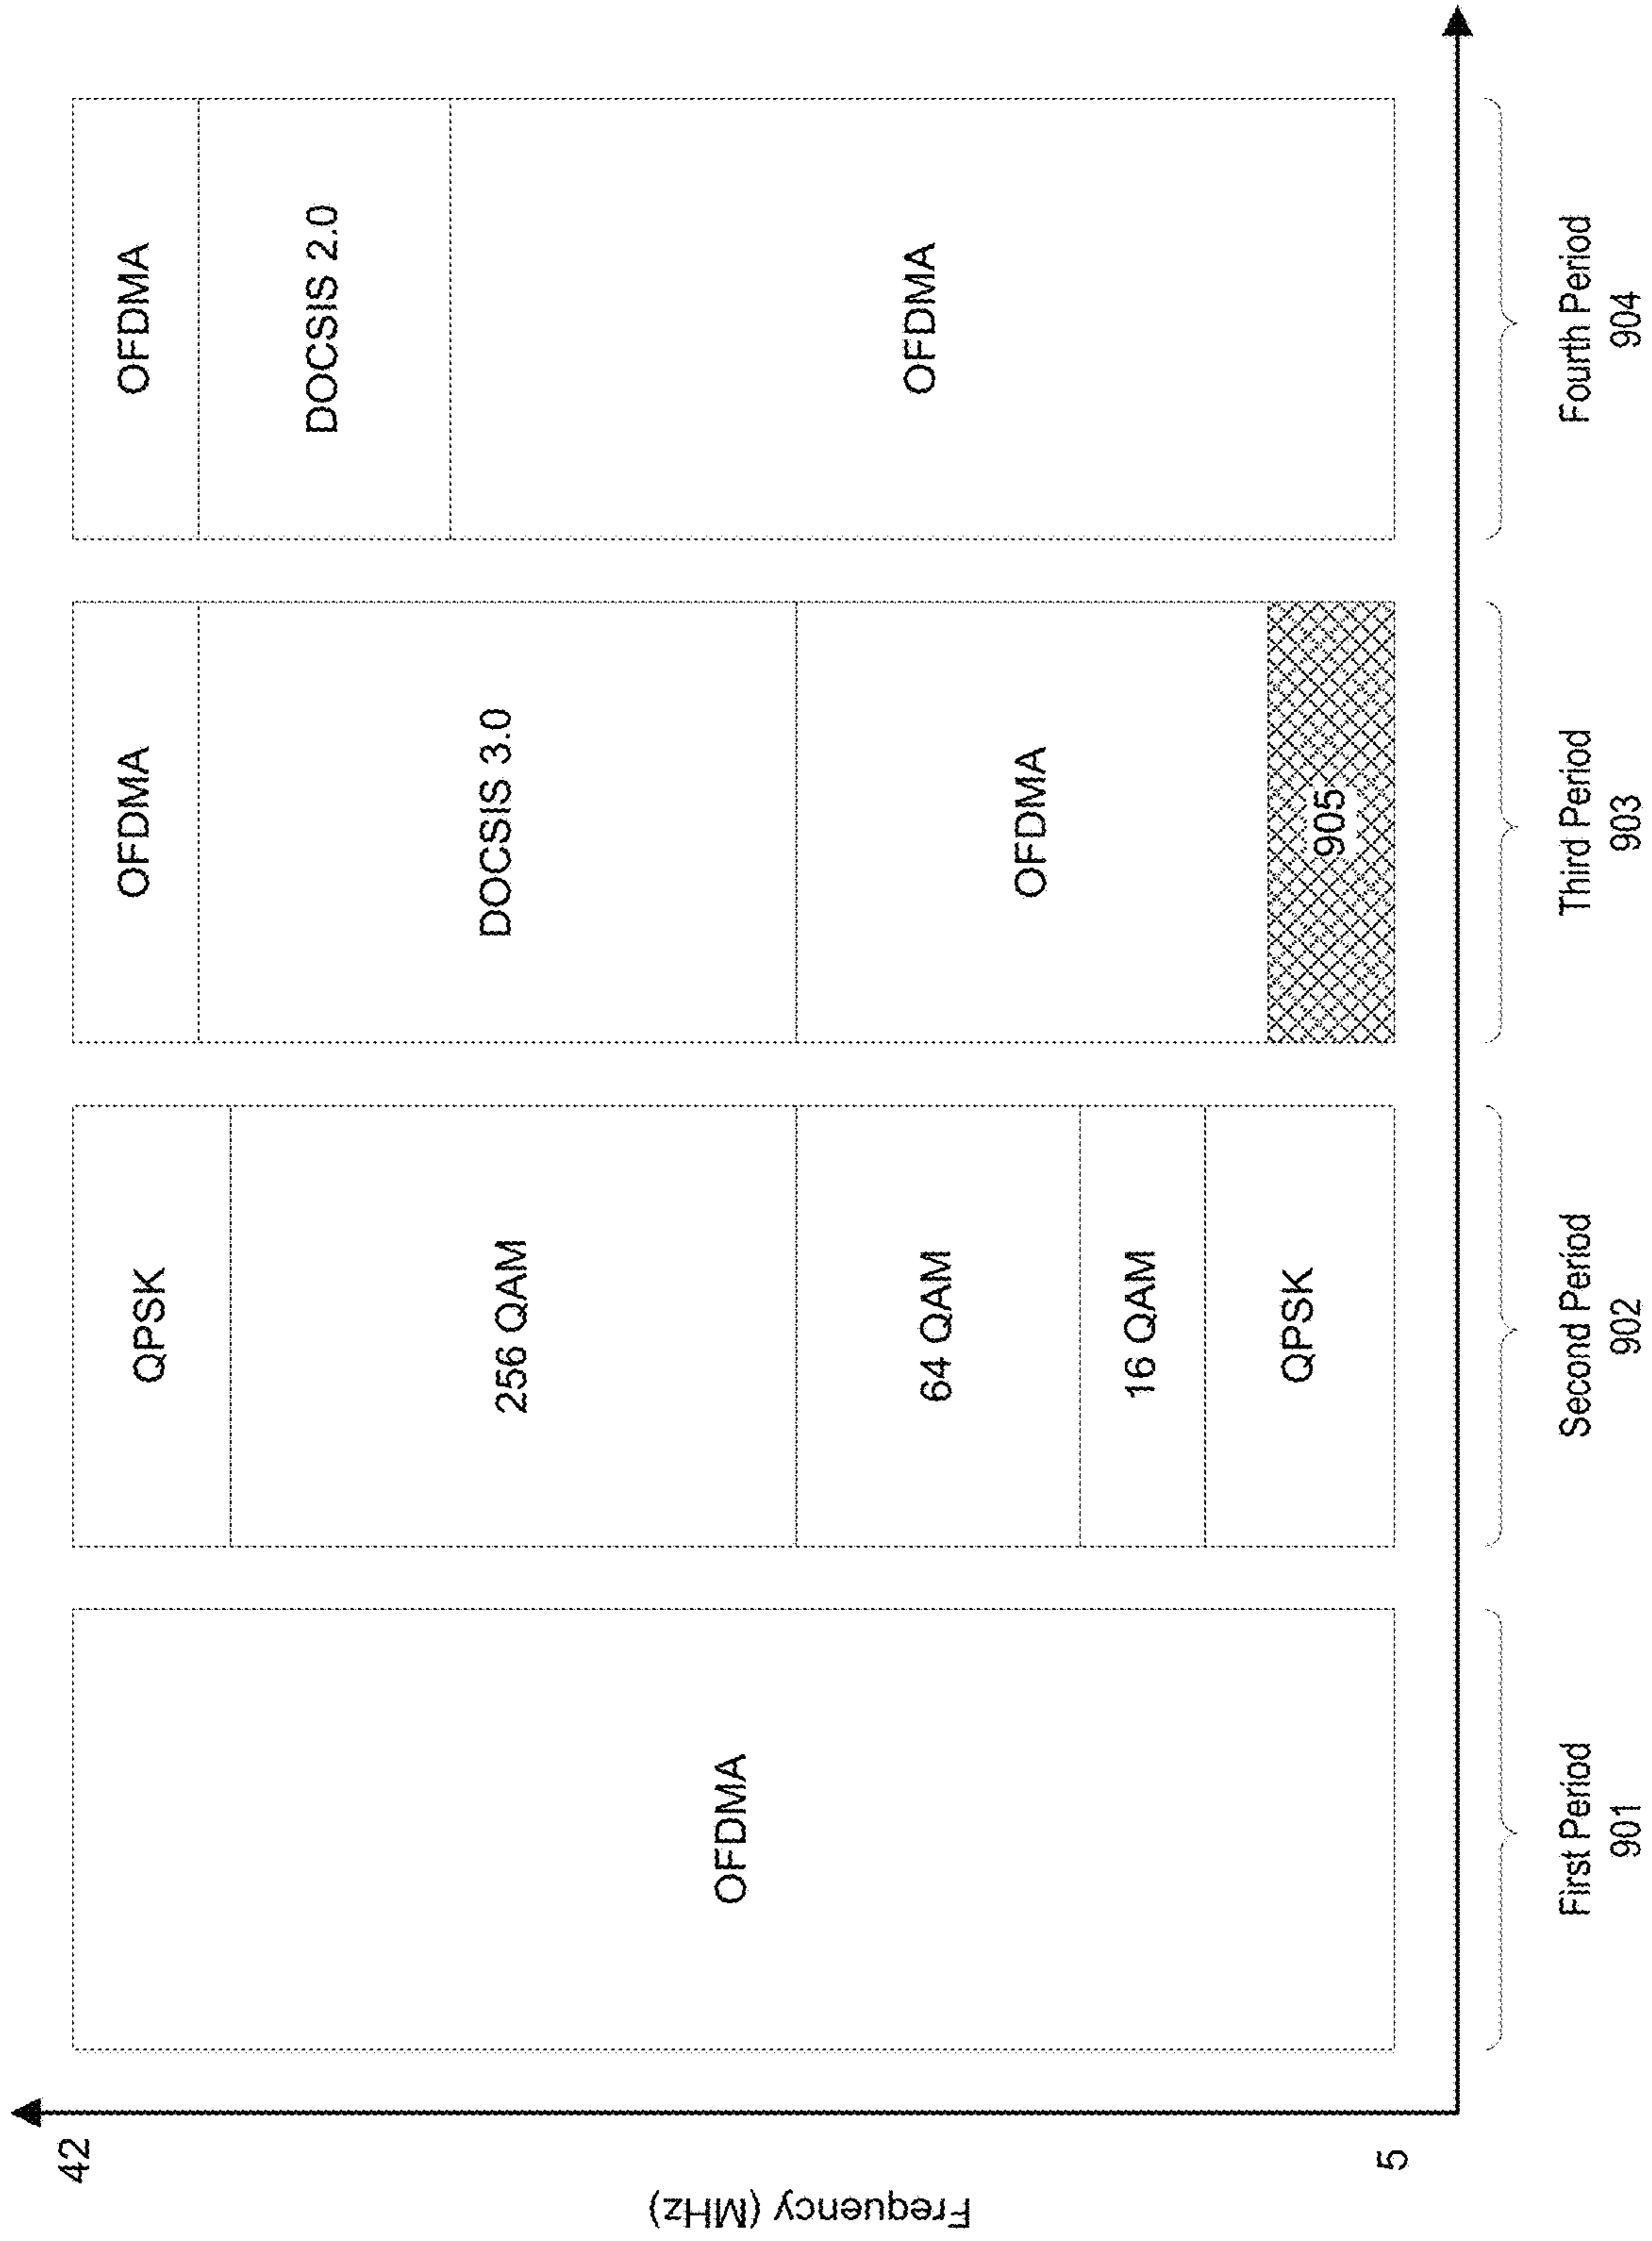 Frequency (MHz)
42
5
OFDMA
First Period
901
QPSK
256 QAM
64 QAM
16 QAM
QPSK
Second Period
902
OFDMA
DOCSIS 3.0
OFDMA
905
Third Period
903
OFDMA
DOCSIS 2.0
OFDMA
Fourth Period
904